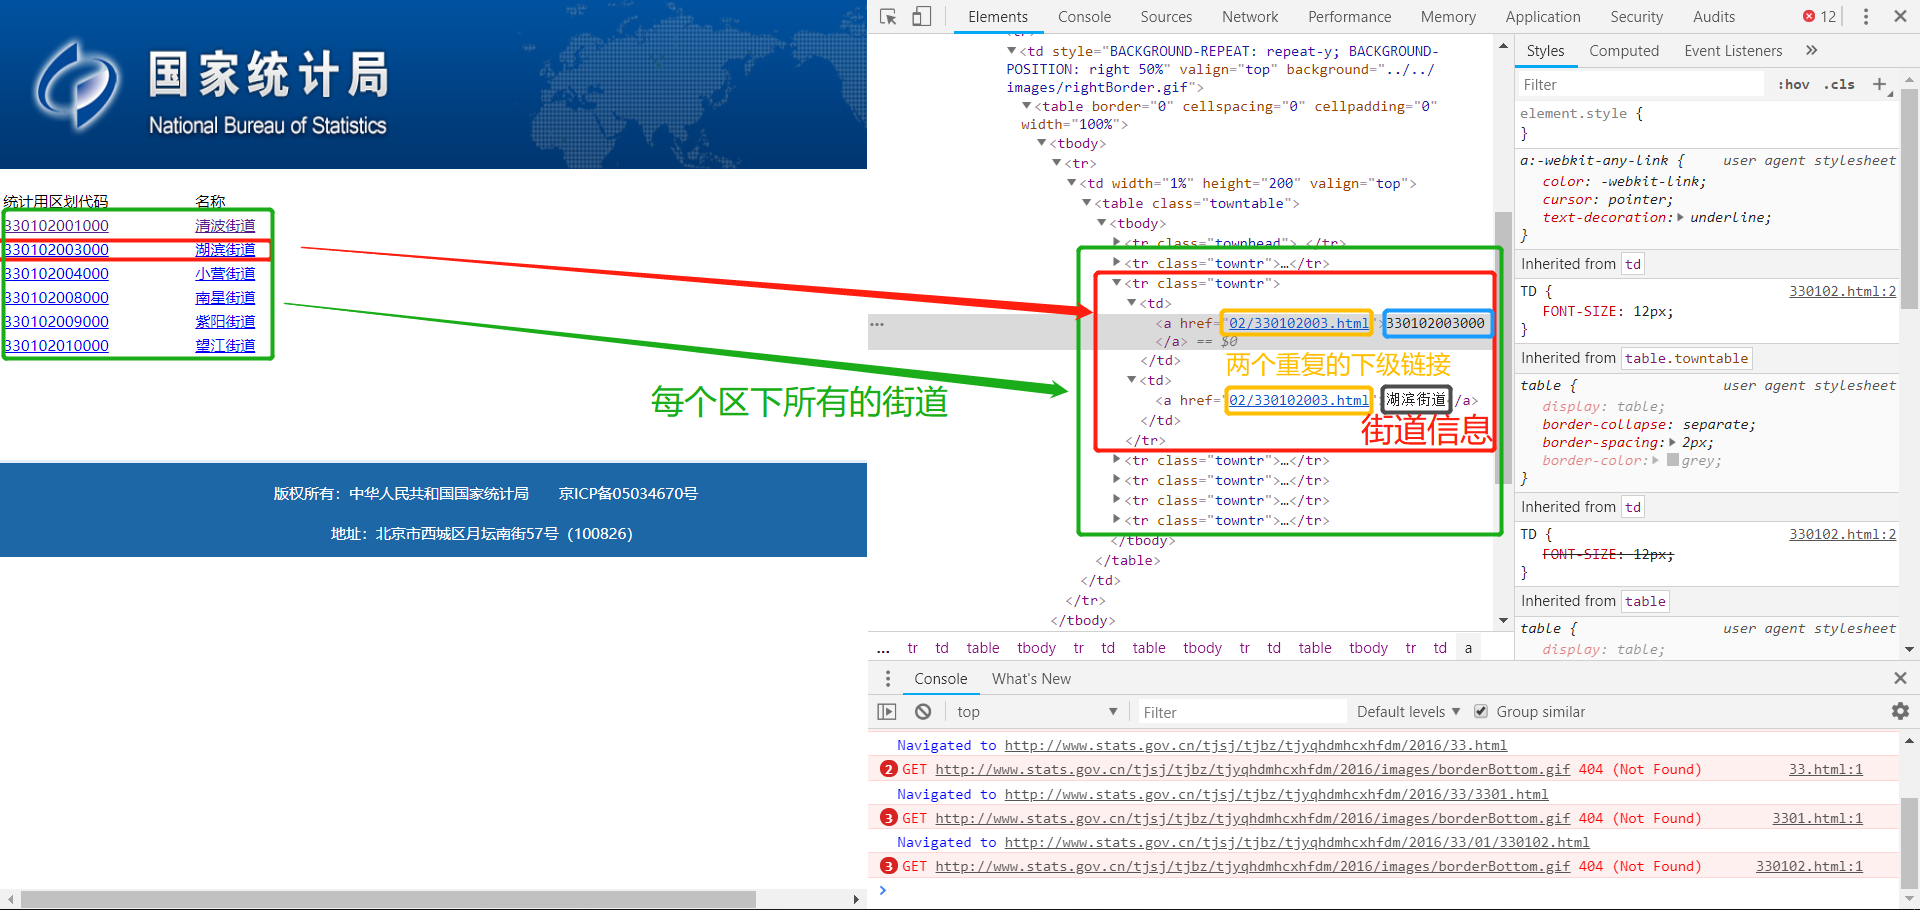 国家统计局
National Bureau of Statistics
统计用区划代码 名称
330102001000 清波街道
330102003000 湖滨街道
330102004000 小营街道
330102008000 南星街道
330102009000 紫阳街道
330102010000 望江街道
每个区下所有的街道
版权所有：中华人民共和国国家统计局 京ICP备05034670号
地址：北京市西城区月坛南街57号（100826）
Elements Console Sources Network Performance Memory Application Security Audits 12
<td style="BACKGROUND-REPEAT: repeat-y; BACKGROUND-
POSITION: right 50%" valign="top" background="../../
images/rightBorder.gif">
<table border="0" cellspacing="0" cellpadding="0"
width="100%">
<tbody>
<tr>
<td width="1%" height="200" valign="top">
<table class="towntable">
<tbody>
<tr class="townhead"> </tr>
<tr class="towntr">…</tr>
<tr class="towntr">
<td>
<a href="02/330102003.html">330102003000
</a> == $0
两个重复的下级链接
</td>
<td>
<a href="02/330102003.html">湖滨街道</a>
</td>
街道信息
</tr>
<tr class="towntr">…</tr>
<tr class="towntr">…</tr>
<tr class="towntr">…</tr>
<tr class="towntr">…</tr>
</tbody>
</table>
</td>
</tr>
</tbody>
... tr td table tbody tr td table tbody tr td table tbody tr td a
Styles Computed Event Listeners »
Filter :hov .cls +
element.style {
}
a:-webkit-any-link { user agent stylesheet
color: -webkit-link;
cursor: pointer;
text-decoration: underline;
}
Inherited from td
TD { 330102.html:2
FONT-SIZE: 12px;
}
Inherited from table.towntable
table { user agent stylesheet
display: table;
border-collapse: separate;
border-spacing: 2px;
border-color: grey;
}
Inherited from td
TD { 330102.html:2
FONT-SIZE: 12px;
}
Inherited from table
table { user agent stylesheet
display: table;
Console What's New
top Filter Default levels Group similar
Navigated to http://www.stats.gov.cn/tjsj/tjbz/tjyqhdmhcxhfdm/2016/33.html
2 GET http://www.stats.gov.cn/tjsj/tjbz/tjyqhdmhcxhfdm/2016/images/borderBottom.gif 404 (Not Found) 33.html:1
Navigated to http://www.stats.gov.cn/tjsj/tjbz/tjyqhdmhcxhfdm/2016/33/3301.html
3 GET http://www.stats.gov.cn/tjsj/tjbz/tjyqhdmhcxhfdm/2016/images/borderBottom.gif 404 (Not Found) 3301.html:1
Navigated to http://www.stats.gov.cn/tjsj/tjbz/tjyqhdmhcxhfdm/2016/33/01/330102.html
3 GET http://www.stats.gov.cn/tjsj/tjbz/tjyqhdmhcxhfdm/2016/images/borderBottom.gif 404 (Not Found) 330102.html:1